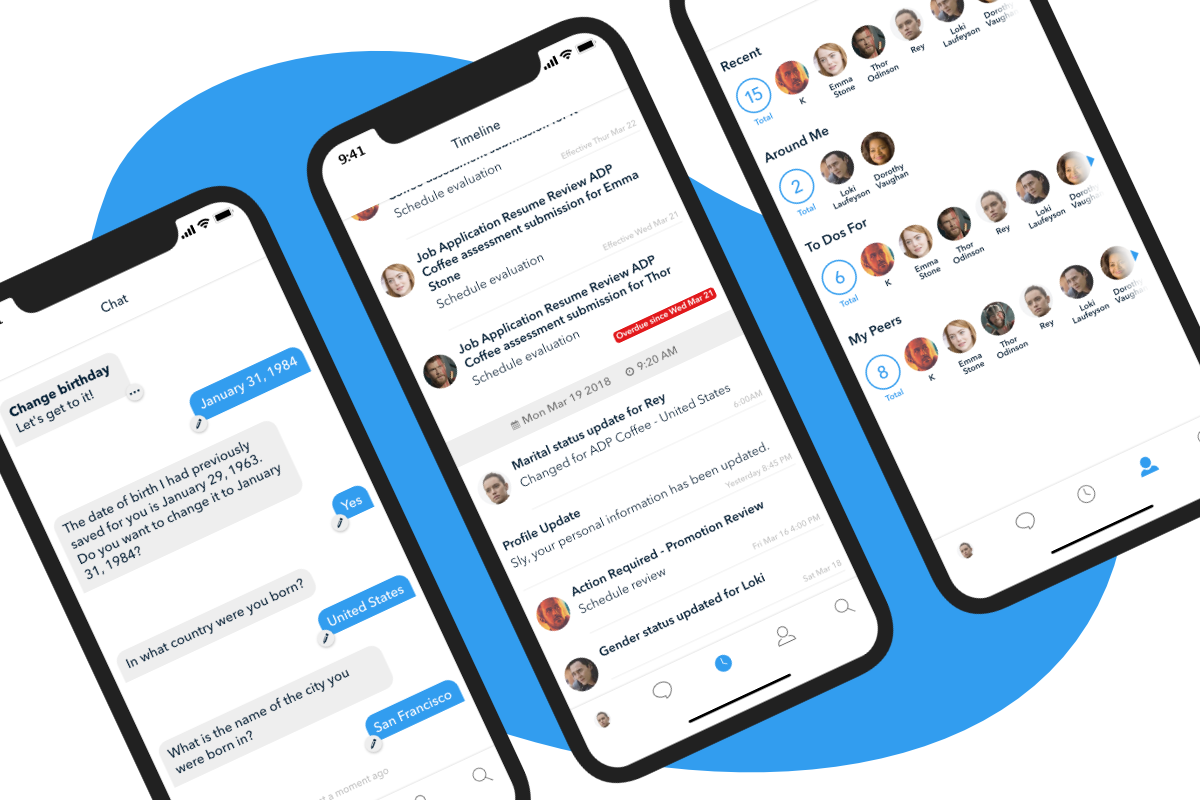 Chat
Change birthday
Let's get to it!
January 31, 1984
The date of birth I had previously
saved for you is January 29, 1963.
Do you want to change it to January
31, 1984?
Yes
In what country were you born?
United States
What is the name of the city you
were born in?
San Francisco
a moment ago
9:41
Timeline
Coffee assessment submission for K
Schedule evaluation
Effective Thur Mar 22
Job Application Resume Review ADP
Coffee assessment submission for Emma
Stone
Schedule evaluation
Effective Wed Mar 21
Job Application Resume Review ADP
Coffee assessment submission for Thor
Schedule evaluation
Overdue since Wed Mar 21
Mon Mar 19 2018 9:20 AM
Marital status update for Rey
Changed for ADP Coffee - United States
6:00AM
Profile Update
Sly, your personal information has been updated.
Yesterday 8:45 PM
Action Required - Promotion Review
Schedule review
Fri Mar 16 4:00 PM
Gender status updated for Loki
Sat Mar 18
Recent
15
Total
K
Emma
Stone
Thor
Odinson
Rey
Loki
Laufeyson
Dorothy
Vaughan
Around Me
2
Total
Loki
Laufeyson
Dorothy
Vaughan
To Dos For
6
Total
K
Emma
Stone
Thor
Odinson
Rey
Loki
Laufeyson
Dorothy
Vaughan
My Peers
8
Total
K
Emma
Stone
Thor
Odinson
Rey
Loki
Laufeyson
Dorothy
Vaughan